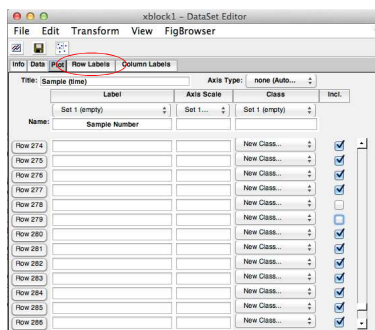 xblock1 - DataSet Editor
File Edit Transform View FigBrowser
Info Data Plot Row Labels Column Labels
Title: Sample (time) Axis Type: none (Auto...
Label Axis Scale Class Incl.
Set 1 (empty) Set 1... Set 1 (empty)
Name: Sample Number
Row 274 New Class...
Row 275 New Class...
Row 276 New Class...
Row 277 New Class...
Row 278 New Class...
Row 279 New Class...
Row 280 New Class...
Row 281 New Class...
Row 282 New Class...
Row 283 New Class...
Row 284 New Class...
Row 285 New Class...
Row 286 New Class...